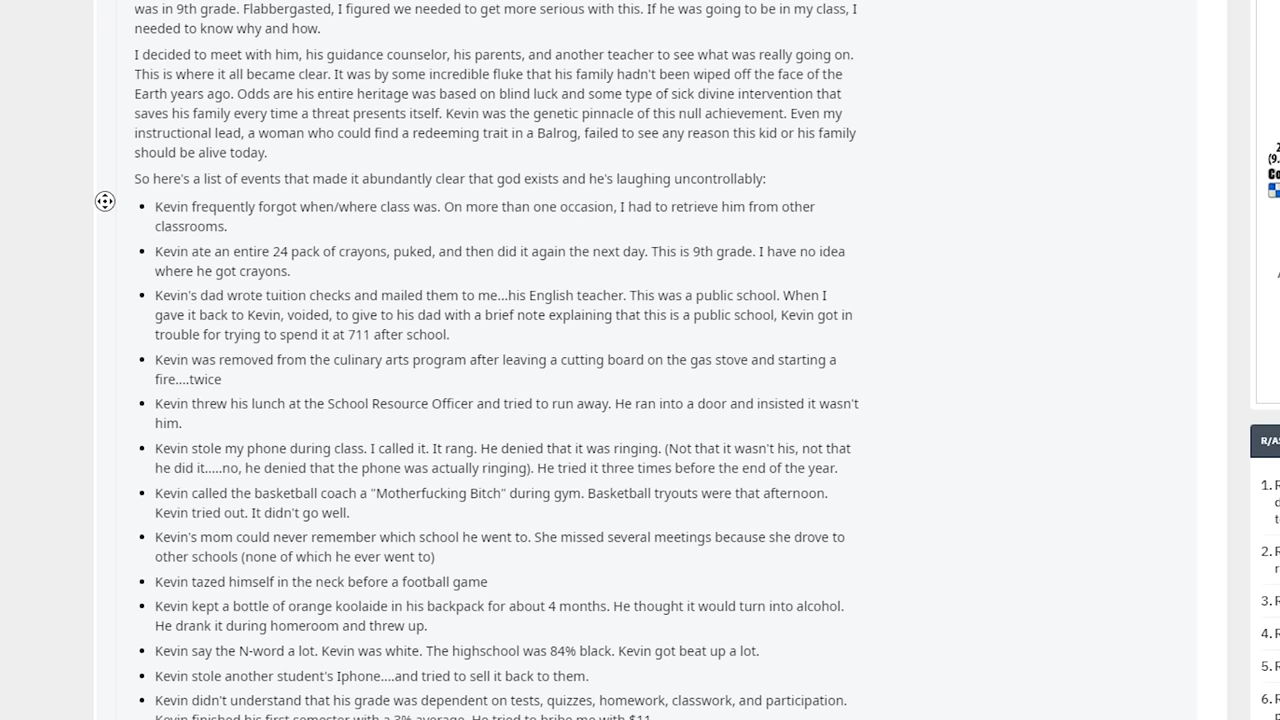 was in 9th grade. Flabbergasted, I figured we needed to get more serious with this. If he was going to be in my class, I
needed to know why and how.
I decided to meet with him, his guidance counselor, his parents, and another teacher to see what was really going on.
This is where it all became clear. It was by some incredible fluke that his family hadn't been wiped off the face of the
Earth years ago. Odds are his entire heritage was based on blind luck and some type of sick divine intervention that
saves his family every time a threat presents itself. Kevin was the genetic pinnacle of this null achievement. Even my
instructional lead, a woman who could find a redeeming trait in a Balrog, failed to see any reason this kid or his family
should be alive today.
So here's a list of events that made it abundantly clear that god exists and he's laughing uncontrollably:
• Kevin frequently forgot when/where class was. On more than one occasion, I had to retrieve him from other
classrooms.
• Kevin ate an entire 24 pack of crayons, puked, and then did it again the next day. This is 9th grade. I have no idea
where he got crayons.
• Kevin's dad wrote tuition checks and mailed them to me...his English teacher. This was a public school. When I
gave it back to Kevin, voided, to give to his dad with a brief note explaining that this is a public school, Kevin got in
trouble for trying to spend it at 711 after school.
• Kevin was removed from the culinary arts program after leaving a cutting board on the gas stove and starting a
fire....twice
• Kevin threw his lunch at the School Resource Officer and tried to run away. He ran into a door and insisted it wasn't
him.
• Kevin stole my phone during class. I called it. It rang. He denied that it was ringing. (Not that it wasn't his, not that
he did it.....no, he denied that the phone was actually ringing). He tried it three times before the end of the year.
• Kevin called the basketball coach a "Motherfucking Bitch" during gym. Basketball tryouts were that afternoon.
Kevin tried out. It didn't go well.
• Kevin's mom could never remember which school he went to. She missed several meetings because she drove to
other schools (none of which he ever went to)
• Kevin tazed himself in the neck before a football game
• Kevin kept a bottle of orange koolaide in his backpack for about 4 months. He thought it would turn into alcohol.
He drank it during homeroom and threw up.
• Kevin say the N-word a lot. Kevin was white. The highschool was 84% black. Kevin got beat up a lot.
• Kevin stole another student's Iphone....and tried to sell it back to them.
• Kevin didn't understand that his grade was dependent on tests, quizzes, homework, classwork, and participation.
Kevin finished his first semester with a 3% average. He tried to bribe me with $11
(9.
Co
R/A
1. R
2. R
3. R
4. R
5. R
6. R